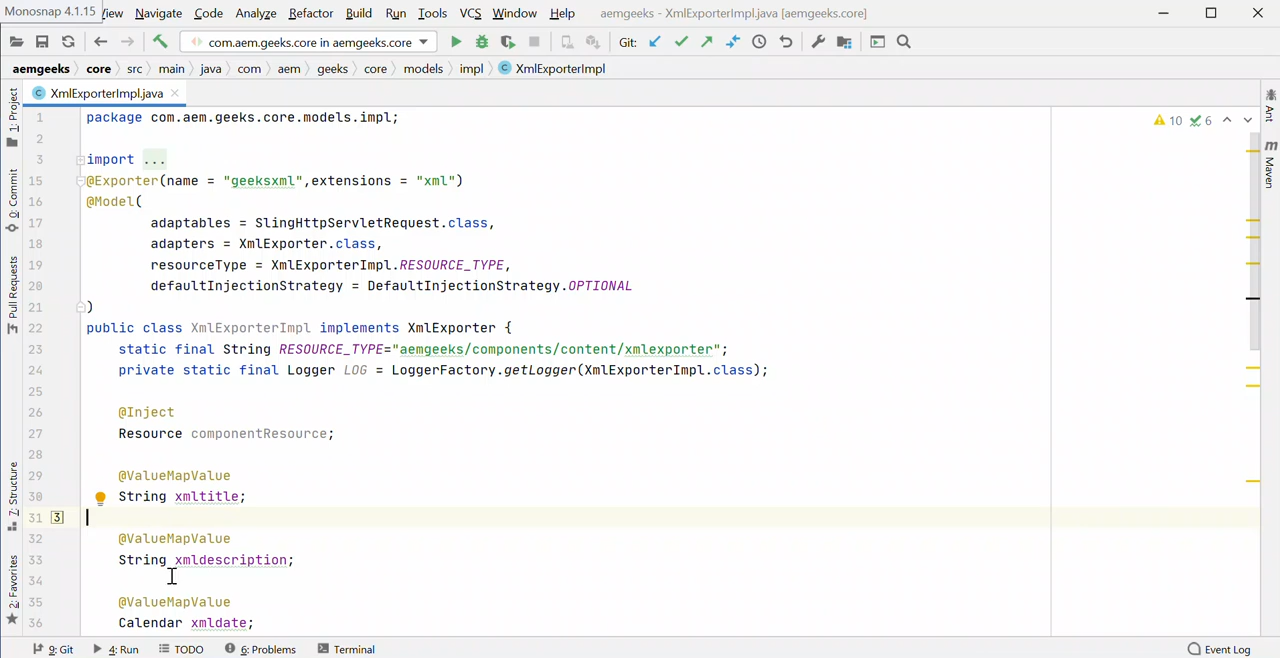 Monosnap 4.1.15 View Navigate Code Analyze Refactor Build Run Tools VCS Window Help aemgeeks - XmlExporterImpl.java [aemgeeks.core]
com.aem.geeks.core in aemgeeks.core Git:
aemgeeks core src main java com aem geeks core models impl C XmlExporterImpl
C XmlExporterImpl.java
1: Project
0: Commit
Pull Requests
7: Structure
2: Favorites
Ant
m Maven
10 6
1 package com.aem.geeks.core.models.impl;
2
3 import ...
15 @Exporter(name = "geeksxml",extensions = "xml")
16 @Model(
17 adaptables = SlingHttpServletRequest.class,
18 adapters = XmlExporter.class,
19 resourceType = XmlExporterImpl.RESOURCE_TYPE,
20 defaultInjectionStrategy = DefaultInjectionStrategy.OPTIONAL
21 )
22 public class XmlExporterImpl implements XmlExporter {
23 static final String RESOURCE_TYPE="aemgeeks/components/content/xmlexporter";
24 private static final Logger LOG = LoggerFactory.getLogger(XmlExporterImpl.class);
25
26 @Inject
27 Resource componentResource;
28
29 @ValueMapValue
30 String xmltitle;
31 3
32 @ValueMapValue
33 String xmldescription;
34
35 @ValueMapValue
36 Calendar xmldate;
9: Git 4: Run TODO 6: Problems Terminal Event Log